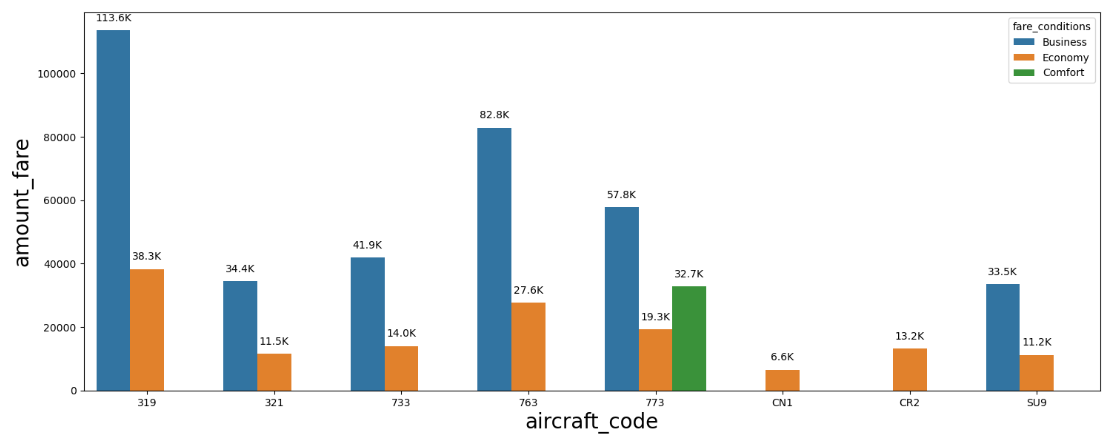 113.6K
fare_conditions
Business
Economy
Comfort
100000
82.8K
80000
amount_fare
60000
57.8K
41.9K
40000
38.3K
34.4K
33.5K
32.7K
27.6K
20000
19.3K
14.0K
13.2K
11.5K
11.2K
6.6K
0
319 321 733 763 773 CN1 CR2 SU9
aircraft_code